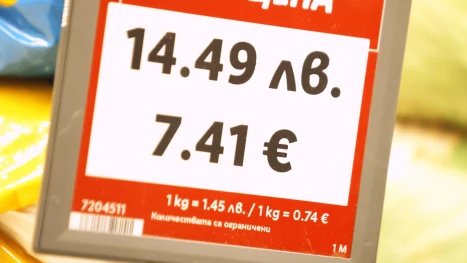 ЦЕНА
14.49 лв.
7.41 €
1 kg = 1.45 лв. / 1 kg = 0.74 €
7204511
Количествата са ограничени
1 M